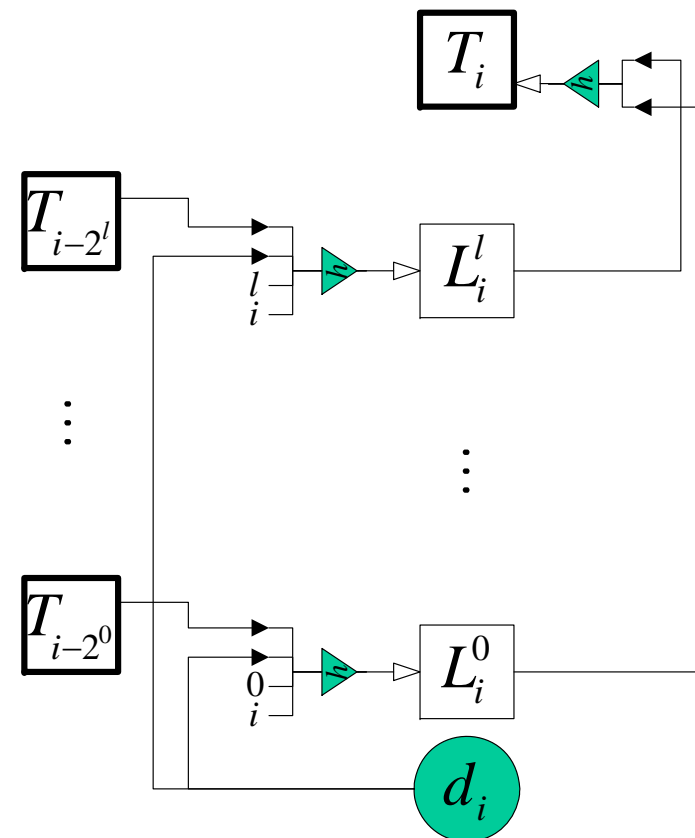 T_i
h
T_{i-2^l}
h
L_i^l
l
i
⋮
⋮
T_{i-2^0}
h
L_i^0
0
i
d_i